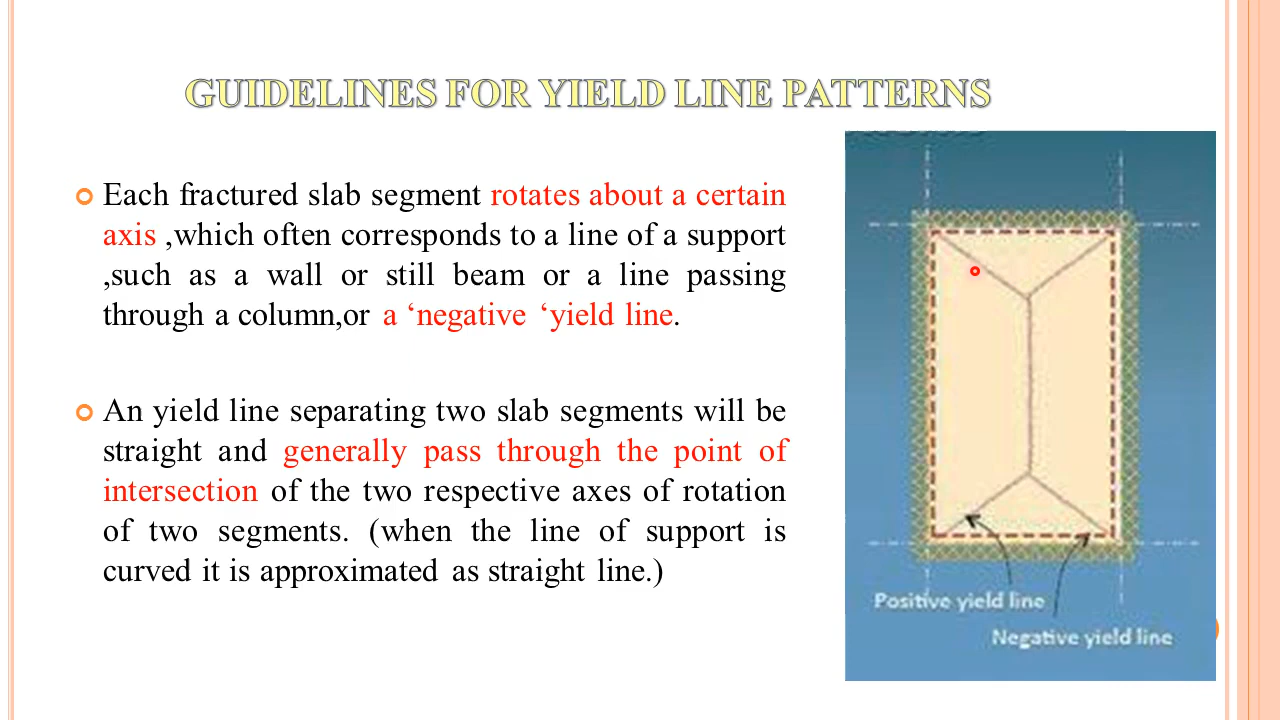 GUIDELINES FOR YIELD LINE PATTERNS
Each fractured slab segment rotates about a certain
axis ,which often corresponds to a line of a support
,such as a wall or still beam or a line passing
through a column,or a ‘negative ‘yield line.
An yield line separating two slab segments will be
straight and generally pass through the point of
intersection of the two respective axes of rotation
of two segments. (when the line of support is
curved it is approximated as straight line.)
Positive yield line
Negative yield line